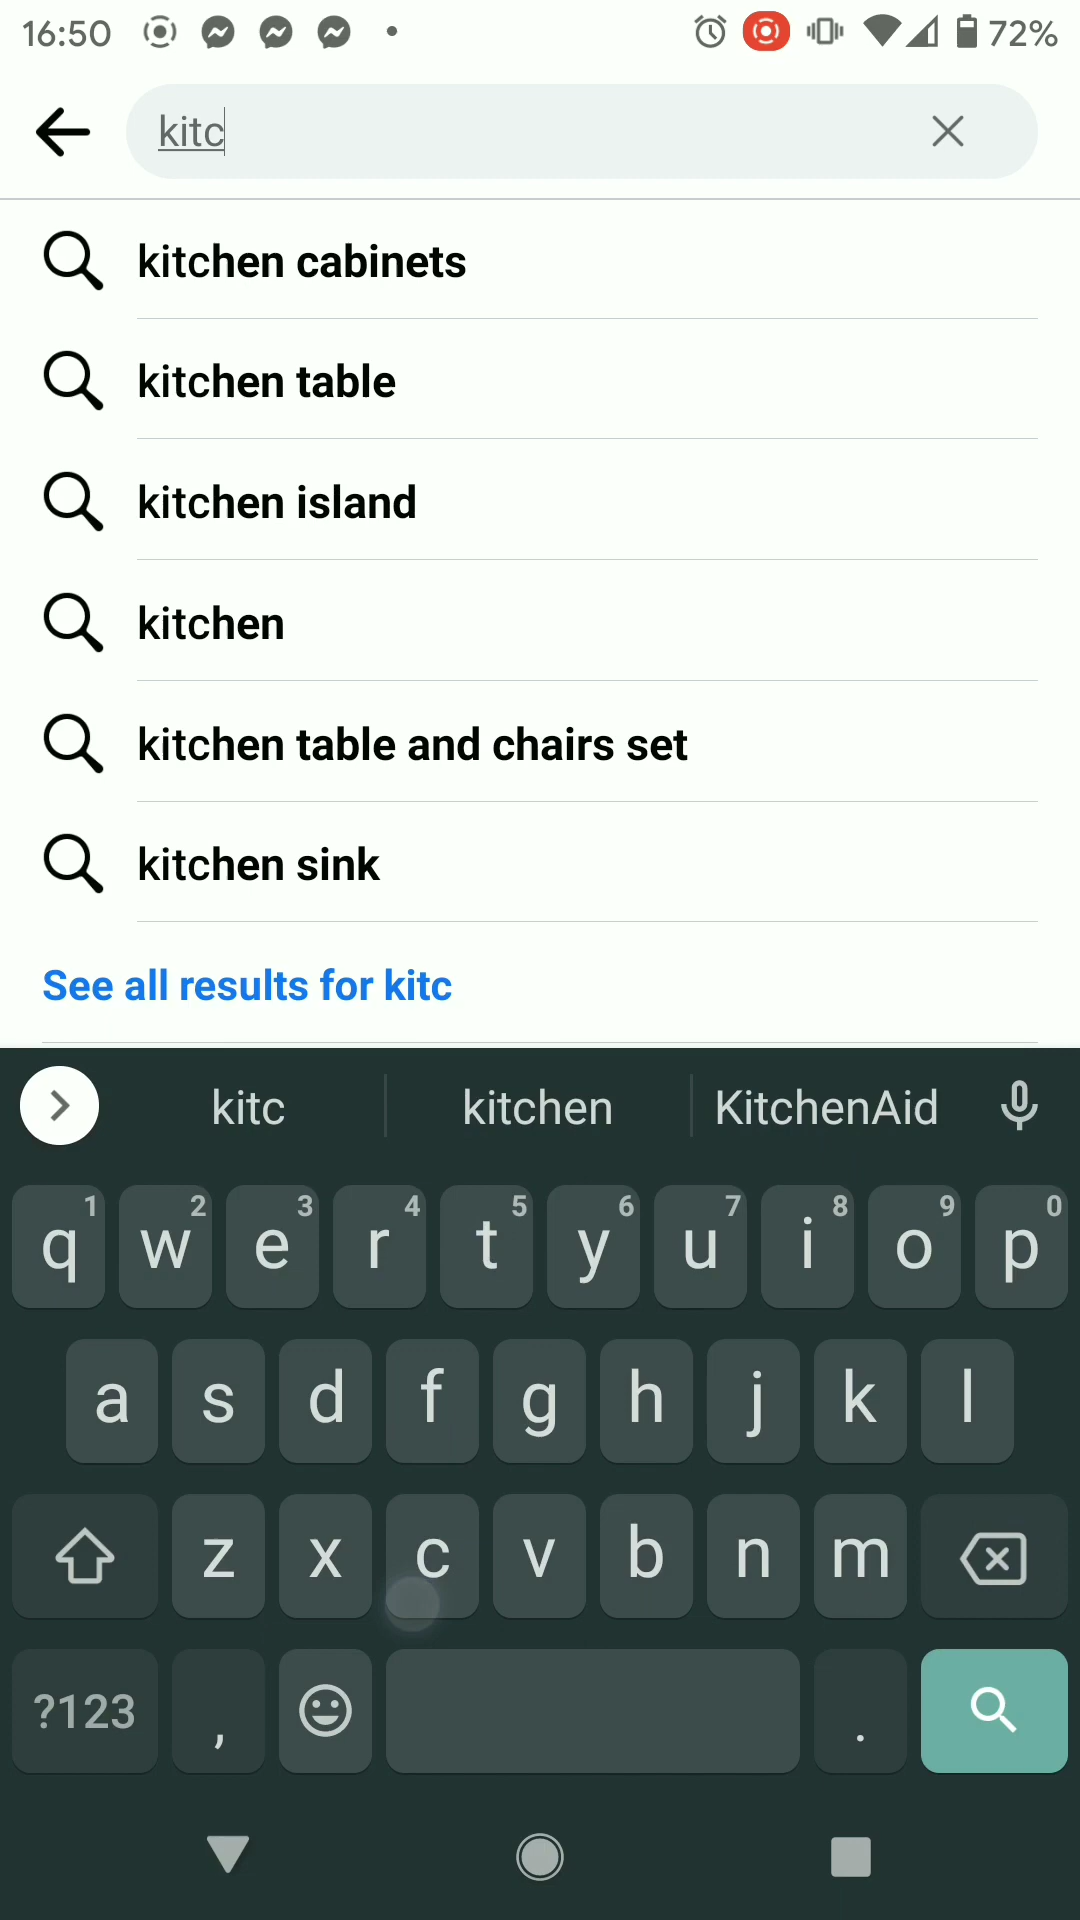 16:50 72%
kitc
kitchen cabinets
kitchen table
kitchen island
kitchen
kitchen table and chairs set
kitchen sink
See all results for kitc
kitc kitchen KitchenAid
1 2 3 4 5 6 7 8 9 0
q w e r t y u i o p
a s d f g h j k l
z x c v b n m
?123 , .